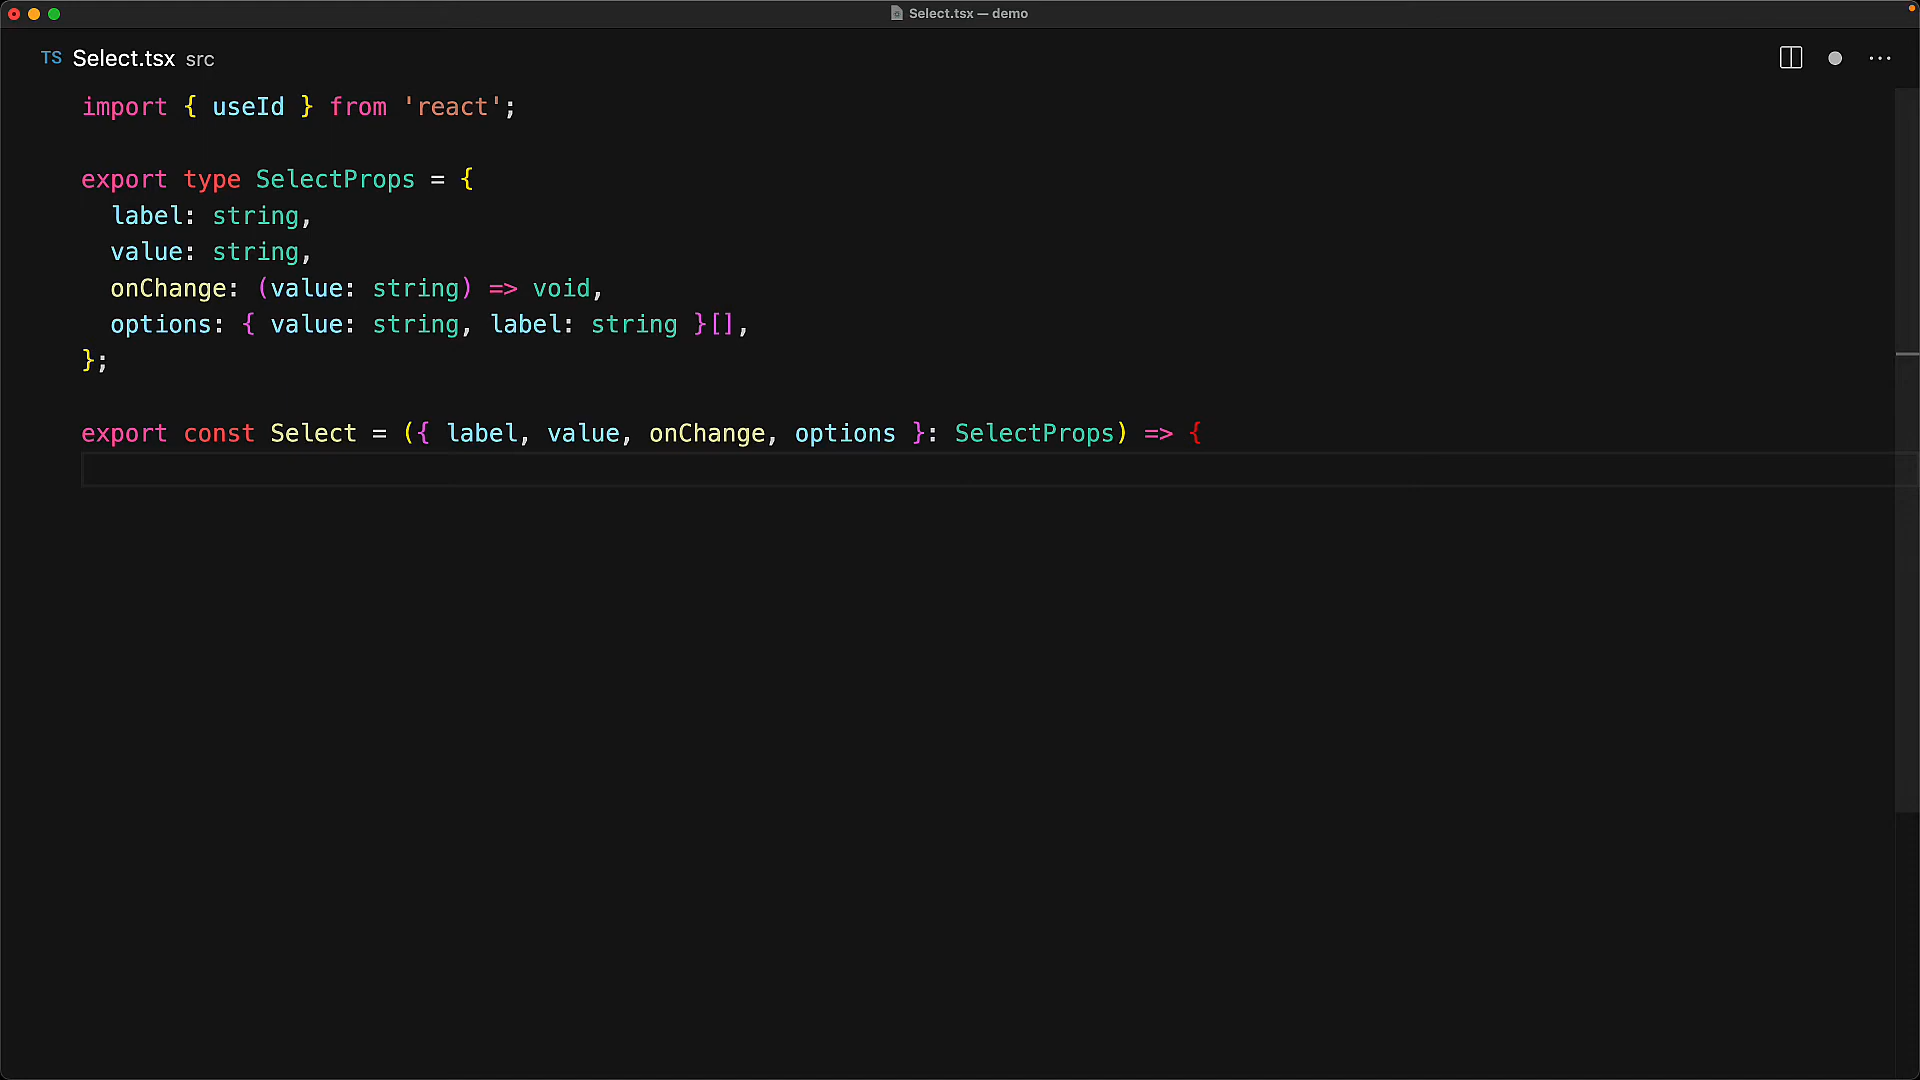 Select.tsx — demo
TS Select.tsx src
import { useId } from 'react';
export type SelectProps = {
  label: string,
  value: string,
  onChange: (value: string) => void,
  options: { value: string, label: string }[],
};
export const Select = ({ label, value, onChange, options }: SelectProps) => {